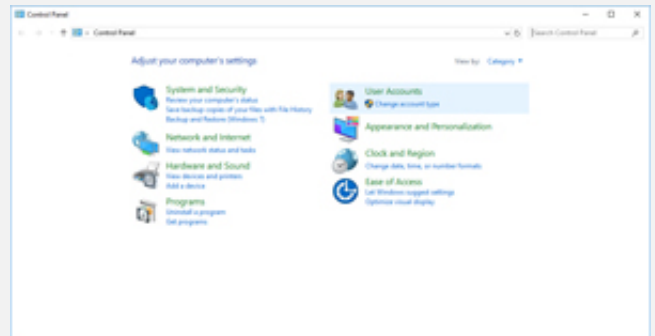 Control Panel
Control Panel
Search Control Panel
Adjust your computer's settings
View by: Category
System and Security
Review your computer's status
Save backup copies of your files with File History
Backup and Restore (Windows 7)
Network and Internet
View network status and tasks
Hardware and Sound
View devices and printers
Add a device
Programs
Uninstall a program
Get programs
User Accounts
Change account type
Appearance and Personalization
Clock and Region
Change date, time, or number formats
Ease of Access
Let Windows suggest settings
Optimize visual display